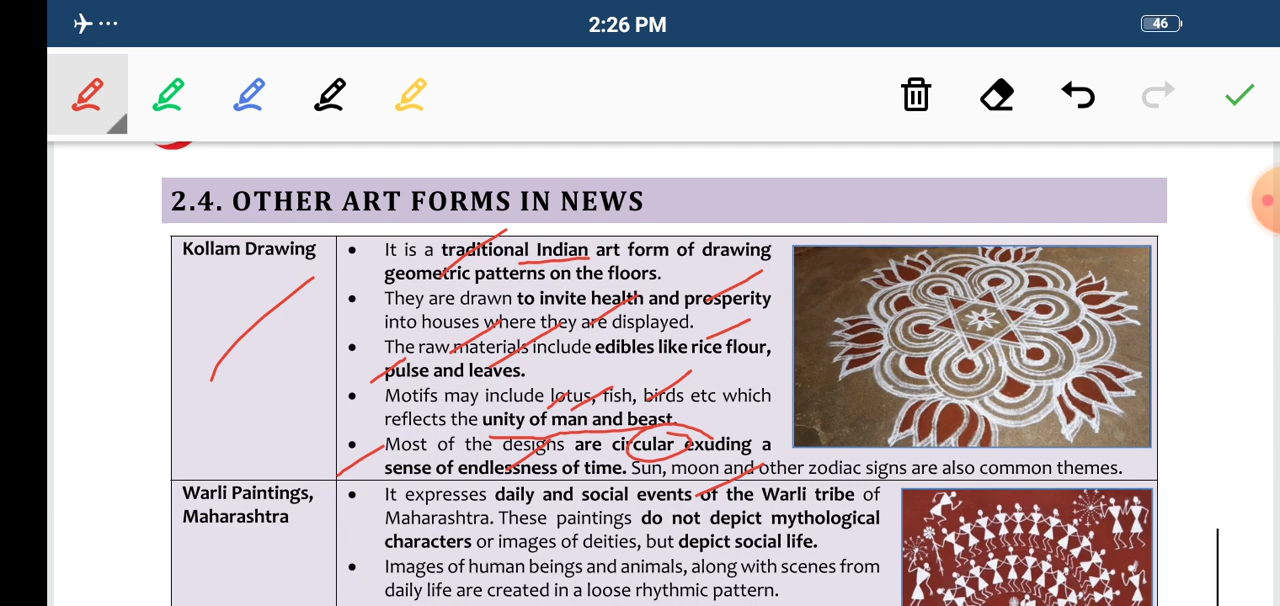 2:26 PM
46
2.4. OTHER ART FORMS IN NEWS
Kollam Drawing
• It is a traditional Indian art form of drawing
geometric patterns on the floors.
• They are drawn to invite health and prosperity
into houses where they are displayed.
• The raw materials include edibles like rice flour,
pulse and leaves.
• Motifs may include lotus, fish, birds etc which
reflects the unity of man and beast.
• Most of the designs are circular exuding a
sense of endlessness of time. Sun, moon and other zodiac signs are also common themes.
Warli Paintings,
Maharashtra
• It expresses daily and social events of the Warli tribe of
Maharashtra. These paintings do not depict mythological
characters or images of deities, but depict social life.
• Images of human beings and animals, along with scenes from
daily life are created in a loose rhythmic pattern.